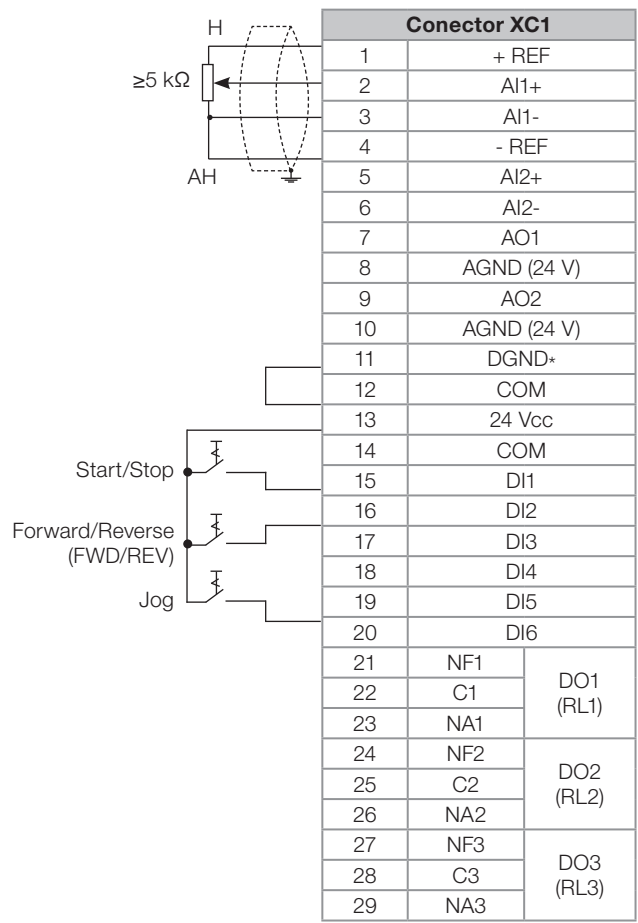 H
≥5 kΩ
AH
Start/Stop
Forward/Reverse
(FWD/REV)
Jog
Conector XC1
1 + REF
2 AI1+
3 AI1-
4 - REF
5 AI2+
6 AI2-
7 AO1
8 AGND (24 V)
9 AO2
10 AGND (24 V)
11 DGND*
12 COM
13 24 Vcc
14 COM
15 DI1
16 DI2
17 DI3
18 DI4
19 DI5
20 DI6
21 NF1
22 C1
23 NA1
DO1
(RL1)
24 NF2
25 C2
26 NA2
DO2
(RL2)
27 NF3
28 C3
29 NA3
DO3
(RL3)